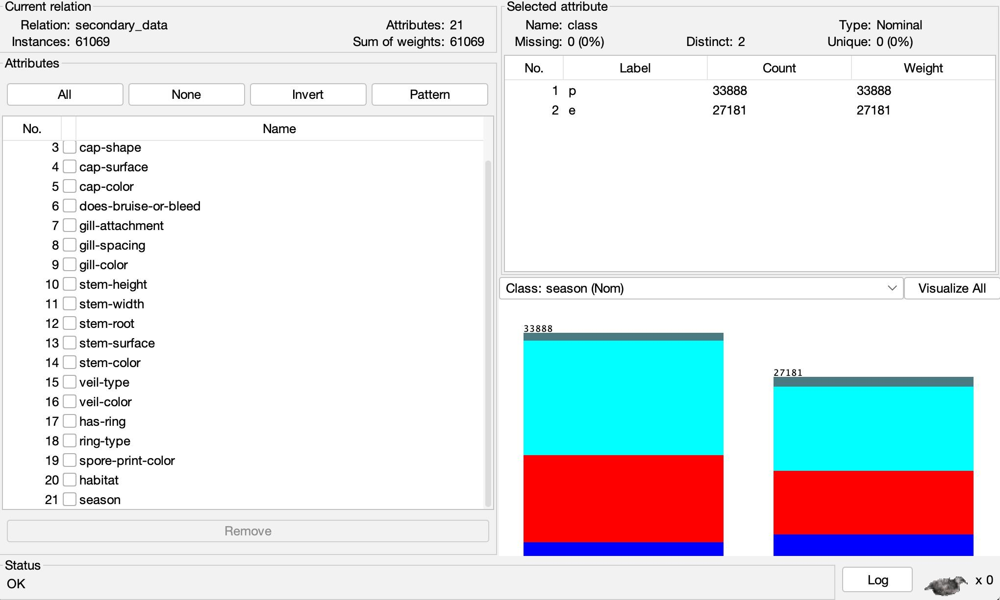 Current relation
Relation: secondary_data
Attributes: 21
Instances: 61069
Sum of weights: 61069
Attributes
All
None
Invert
Pattern
No.
Name
3 cap-shape
4 cap-surface
5 cap-color
6 does-bruise-or-bleed
7 gill-attachment
8 gill-spacing
9 gill-color
10 stem-height
11 stem-width
12 stem-root
13 stem-surface
14 stem-color
15 veil-type
16 veil-color
17 has-ring
18 ring-type
19 spore-print-color
20 habitat
21 season
Remove
Selected attribute
Name: class
Type: Nominal
Missing: 0 (0%)
Distinct: 2
Unique: 0 (0%)
No. Label Count Weight
1 p 33888 33888
2 e 27181 27181
Class: season (Nom)
Visualize All
33888
27181
Status
OK
Log
x 0